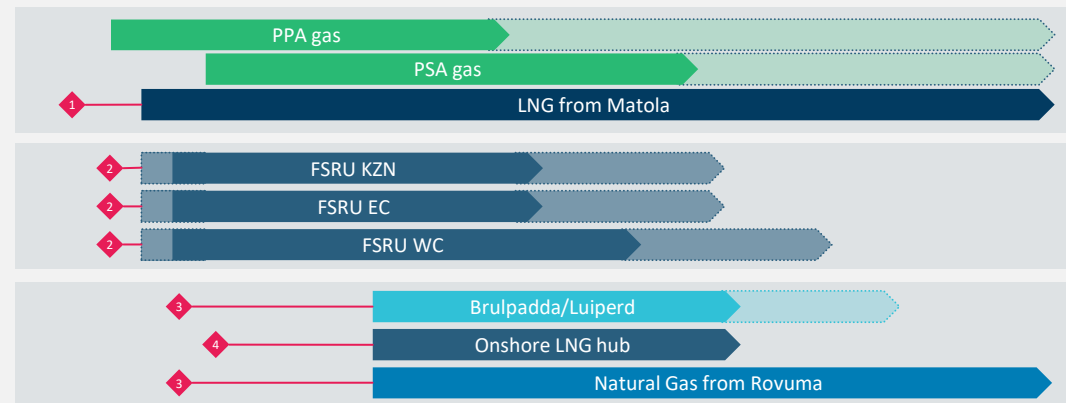 PPA gas
PSA gas
1 LNG from Matola
2 FSRU KZN
2 FSRU EC
2 FSRU WC
3 Brulpadda/Luiperd
4 Onshore LNG hub
3 Natural Gas from Rovuma